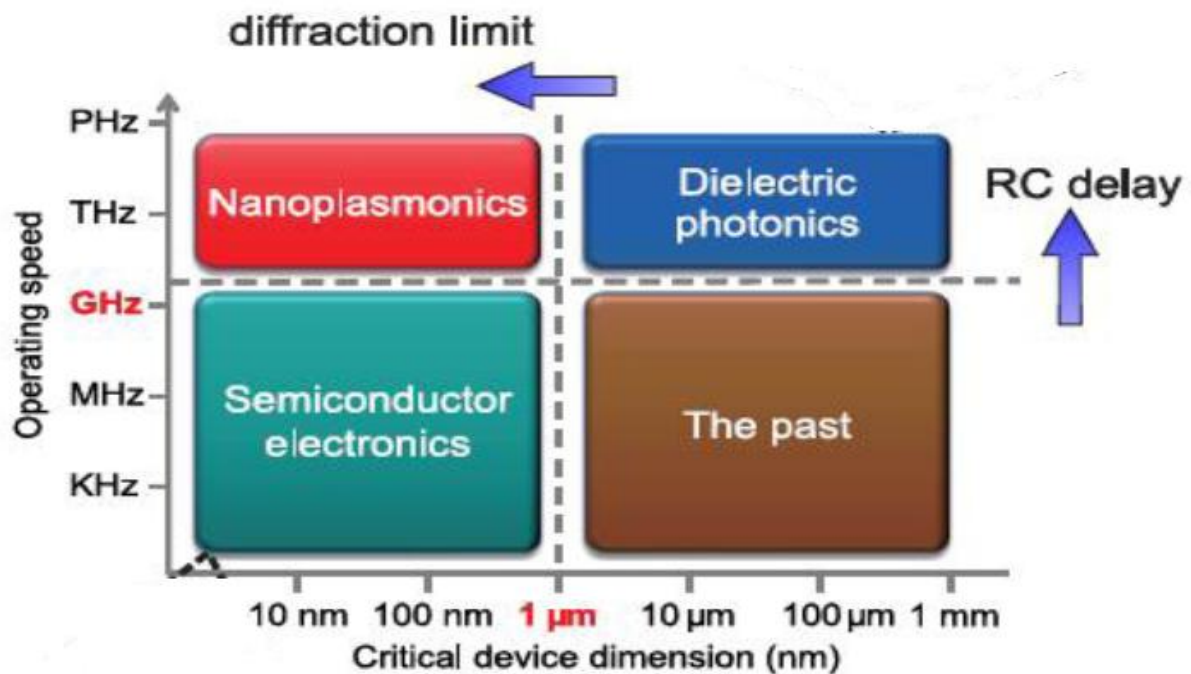 diffraction limit
PHz
THz
GHz
MHz
KHz
Operating speed
Nanoplasmonics
Dielectric
photonics
RC delay
Semiconductor
electronics
The past
10 nm 100 nm 1 µm 10 µm 100 µm 1 mm
Critical device dimension (nm)